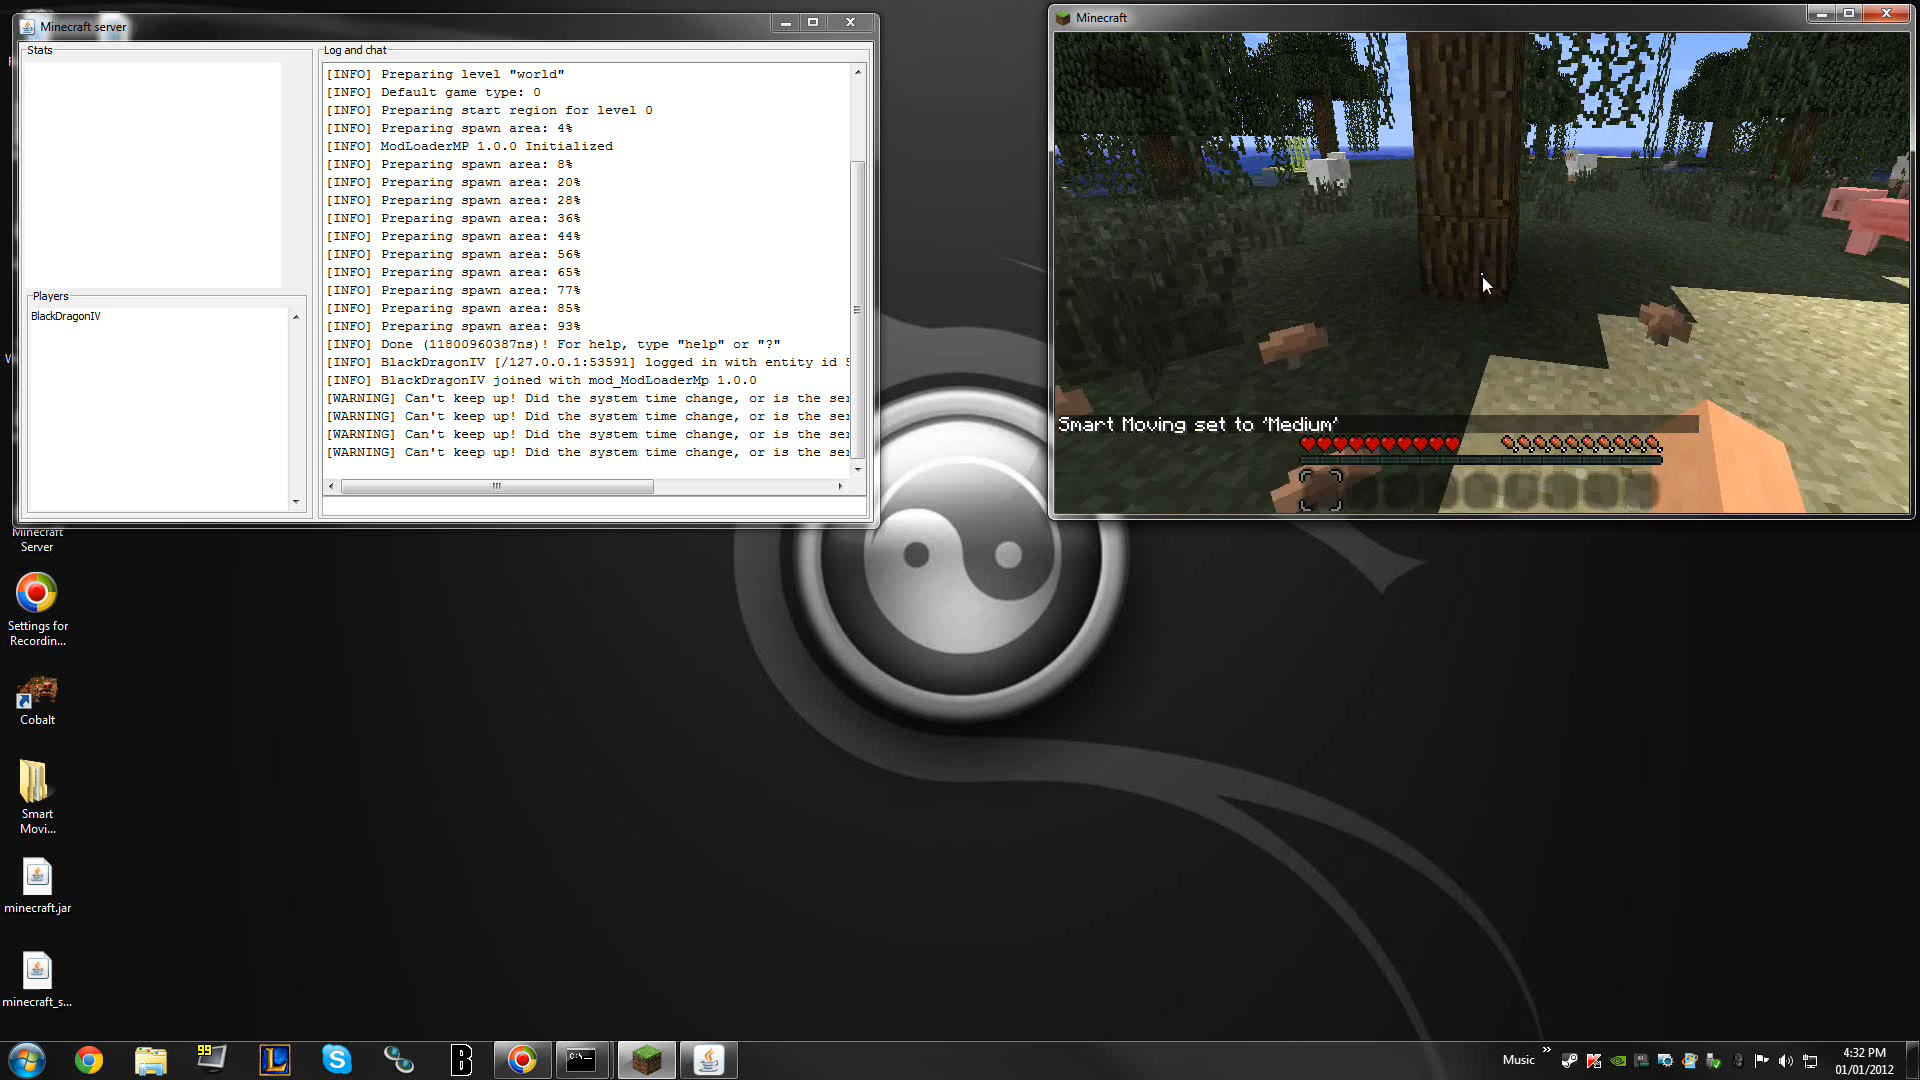 Minecraft server
Stats
Log and chat
[INFO] Preparing level "world"
[INFO] Default game type: 0
[INFO] Preparing start region for level 0
[INFO] Preparing spawn area: 4%
[INFO] ModLoaderMP 1.0.0 Initialized
[INFO] Preparing spawn area: 8%
[INFO] Preparing spawn area: 20%
[INFO] Preparing spawn area: 28%
[INFO] Preparing spawn area: 36%
[INFO] Preparing spawn area: 44%
[INFO] Preparing spawn area: 56%
[INFO] Preparing spawn area: 65%
[INFO] Preparing spawn area: 77%
[INFO] Preparing spawn area: 85%
[INFO] Preparing spawn area: 93%
[INFO] Done (11800960387ns)! For help, type "help" or "?"
[INFO] BlackDragonIV [/127.0.0.1:53591] logged in with entity id
[INFO] BlackDragonIV joined with mod_ModLoaderMp 1.0.0
[WARNING] Can't keep up! Did the system time change, or is the ser
[WARNING] Can't keep up! Did the system time change, or is the ser
[WARNING] Can't keep up! Did the system time change, or is the ser
[WARNING] Can't keep up! Did the system time change, or is the ser
Players
BlackDragonIV
Minecraft
Smart Moving set to 'Medium'
Minecraft
Server
Settings for
Recordin...
Cobalt
Smart
Movi...
minecraft.jar
minecraft_s...
99
L
B
C:\_
Music
4:32 PM
01/01/2012